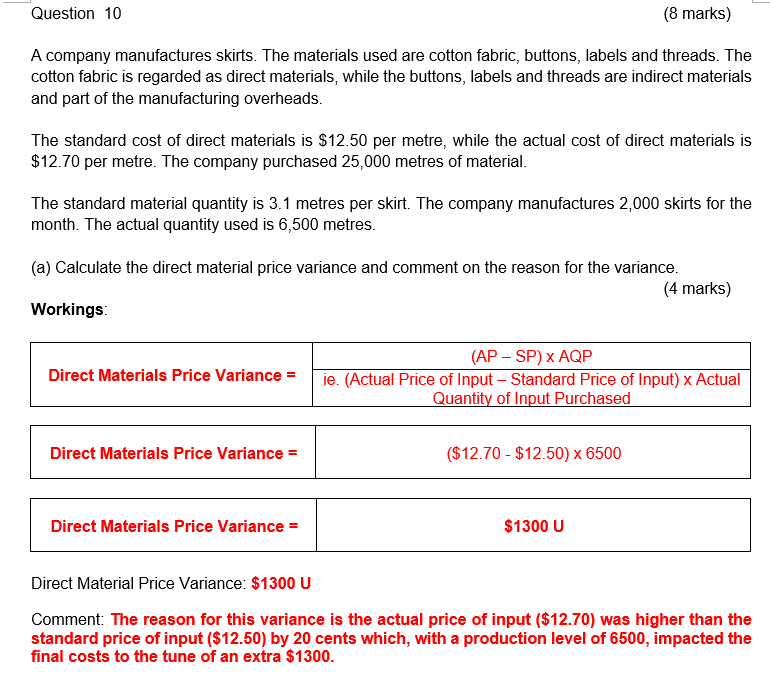 Question 10 (8 marks)
A company manufactures skirts. The materials used are cotton fabric, buttons, labels and threads. The
cotton fabric is regarded as direct materials, while the buttons, labels and threads are indirect materials
and part of the manufacturing overheads.
The standard cost of direct materials is $12.50 per metre, while the actual cost of direct materials is
$12.70 per metre. The company purchased 25,000 metres of material.
The standard material quantity is 3.1 metres per skirt. The company manufactures 2,000 skirts for the
month. The actual quantity used is 6,500 metres.
(a) Calculate the direct material price variance and comment on the reason for the variance.
(4 marks)
Workings:
Direct Materials Price Variance =
(AP – SP) x AQP
ie. (Actual Price of Input – Standard Price of Input) x Actual
Quantity of Input Purchased
Direct Materials Price Variance = ($12.70 - $12.50) x 6500
Direct Materials Price Variance = $1300 U
Direct Material Price Variance: $1300 U
Comment: The reason for this variance is the actual price of input ($12.70) was higher than the
standard price of input ($12.50) by 20 cents which, with a production level of 6500, impacted the
final costs to the tune of an extra $1300.